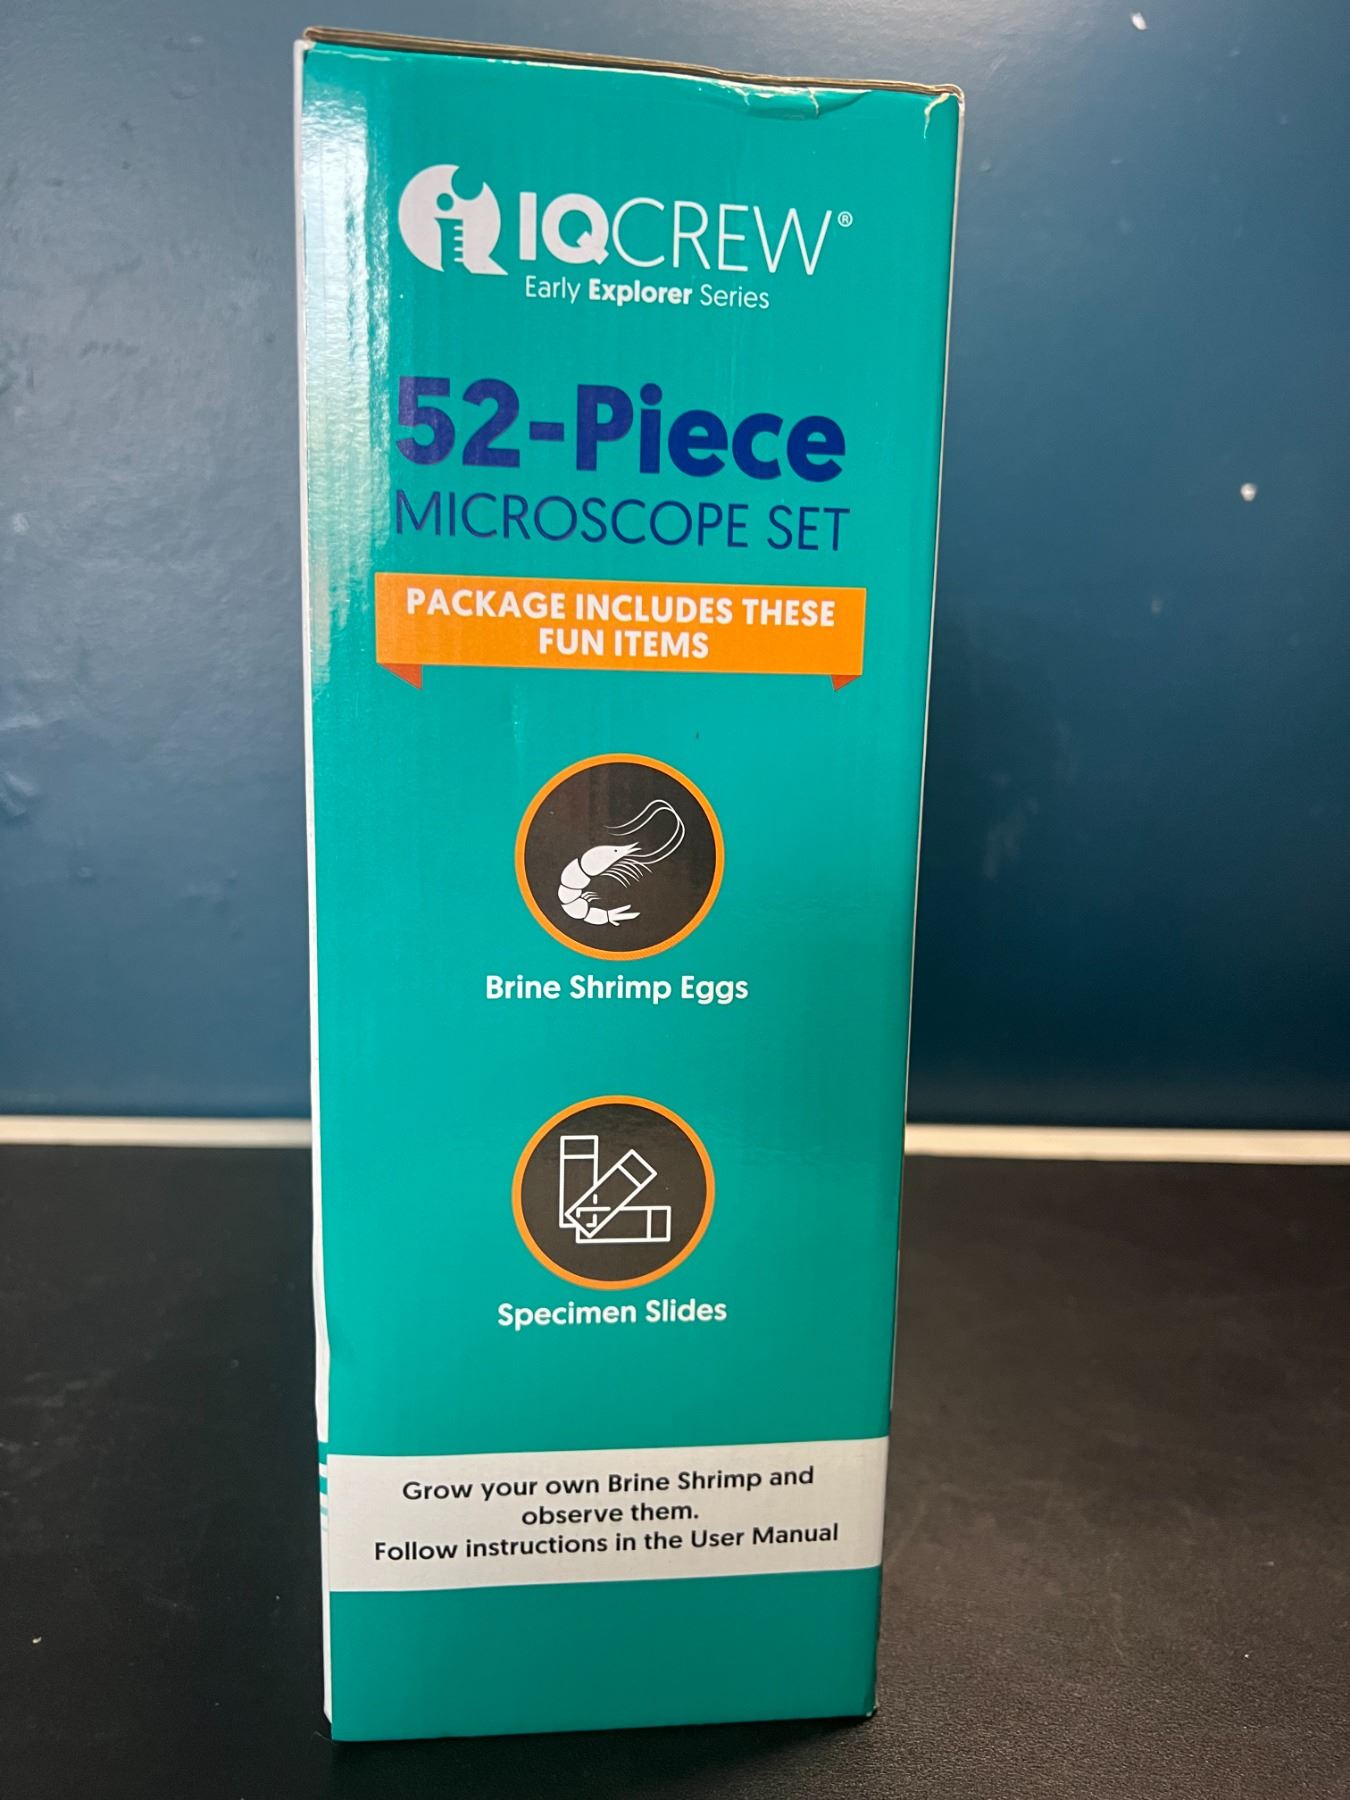 IQCREW®
Early Explorer Series
52-Piece
MICROSCOPE SET
PACKAGE INCLUDES THESE
FUN ITEMS
Brine Shrimp Eggs
Specimen Slides
Grow your own Brine Shrimp and
observe them.
Follow instructions in the User Manual